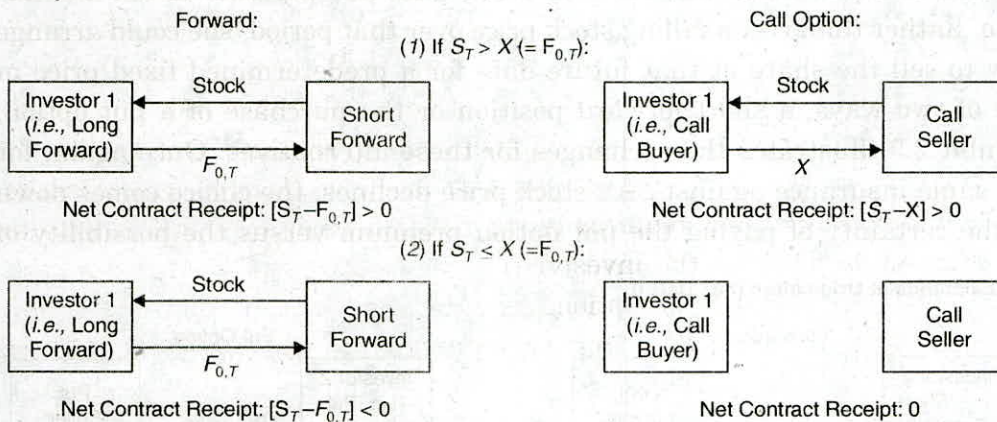 Forward:
Call Option:
(1) If S_T > X (= F_0,T):
Investor 1
(i.e., Long
Forward)
Stock
F_0,T
Short
Forward
Investor 1
(i.e., Call
Buyer)
Stock
X
Call
Seller
Net Contract Receipt: [S_T–F_0,T] > 0
Net Contract Receipt: [S_T–X] > 0
(2) If S_T ≤ X (=F_0,T):
Investor 1
(i.e., Long
Forward)
Stock
F_0,T
Short
Forward
Investor 1
(i.e., Call
Buyer)
Call
Seller
Net Contract Receipt: [S_T–F_0,T] < 0
Net Contract Receipt: 0